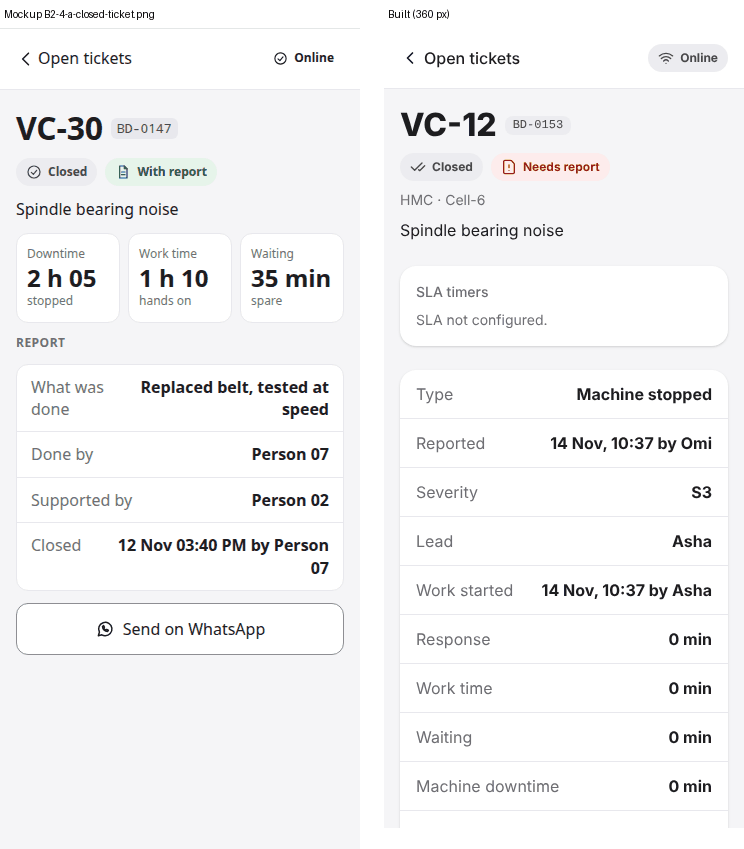 Mockup B2-4-a-closed-ticket.png
Open tickets
Online
VC-30 BD-0147
Closed
With report
Spindle bearing noise
Downtime
2 h 05
stopped
Work time
1 h 10
hands on
Waiting
35 min
spare
REPORT
What was done
Replaced belt, tested at speed
Done by
Person 07
Supported by
Person 02
Closed
12 Nov 03:40 PM by Person 07
Send on WhatsApp
Built (360 px)
Open tickets
Online
VC-12 BD-0153
Closed
Needs report
HMC · Cell-6
Spindle bearing noise
SLA timers
SLA not configured.
Type
Machine stopped
Reported
14 Nov, 10:37 by Omi
Severity
S3
Lead
Asha
Work started
14 Nov, 10:37 by Asha
Response
0 min
Work time
0 min
Waiting
0 min
Machine downtime
0 min